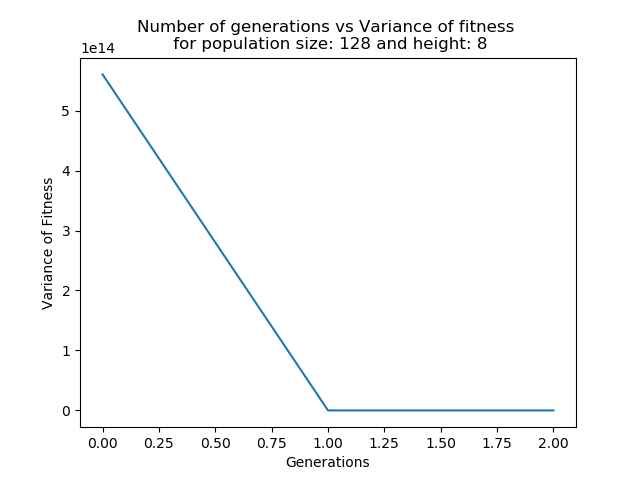 Number of generations vs Variance of fitness
for population size: 128 and height: 8
1e14
5
4
3
2
1
0
Variance of Fitness
0.00 0.25 0.50 0.75 1.00 1.25 1.50 1.75 2.00
Generations